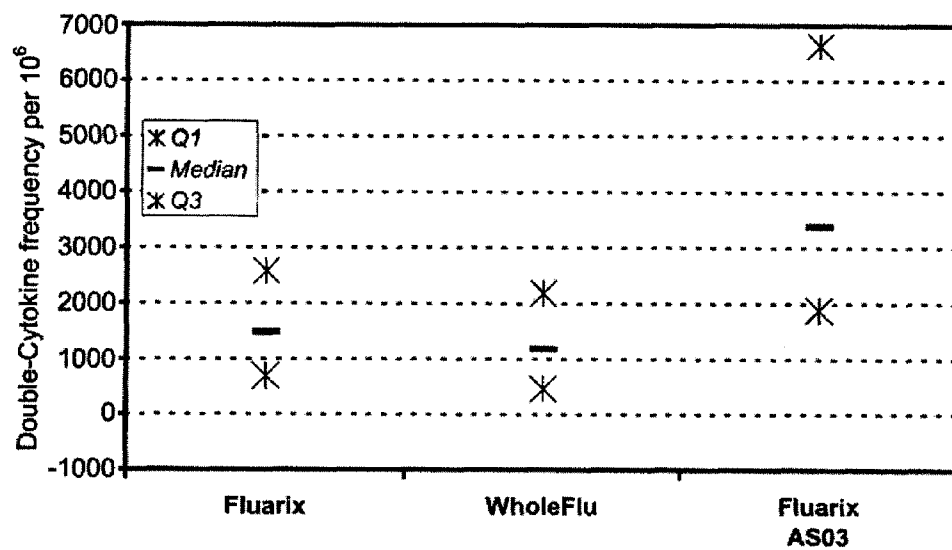 Double-Cytokine frequency per 10⁶
7000
6000
5000
4000
3000
2000
1000
0
-1000
Q1
Median
Q3
Fluarix
WholeFlu
Fluarix
AS03